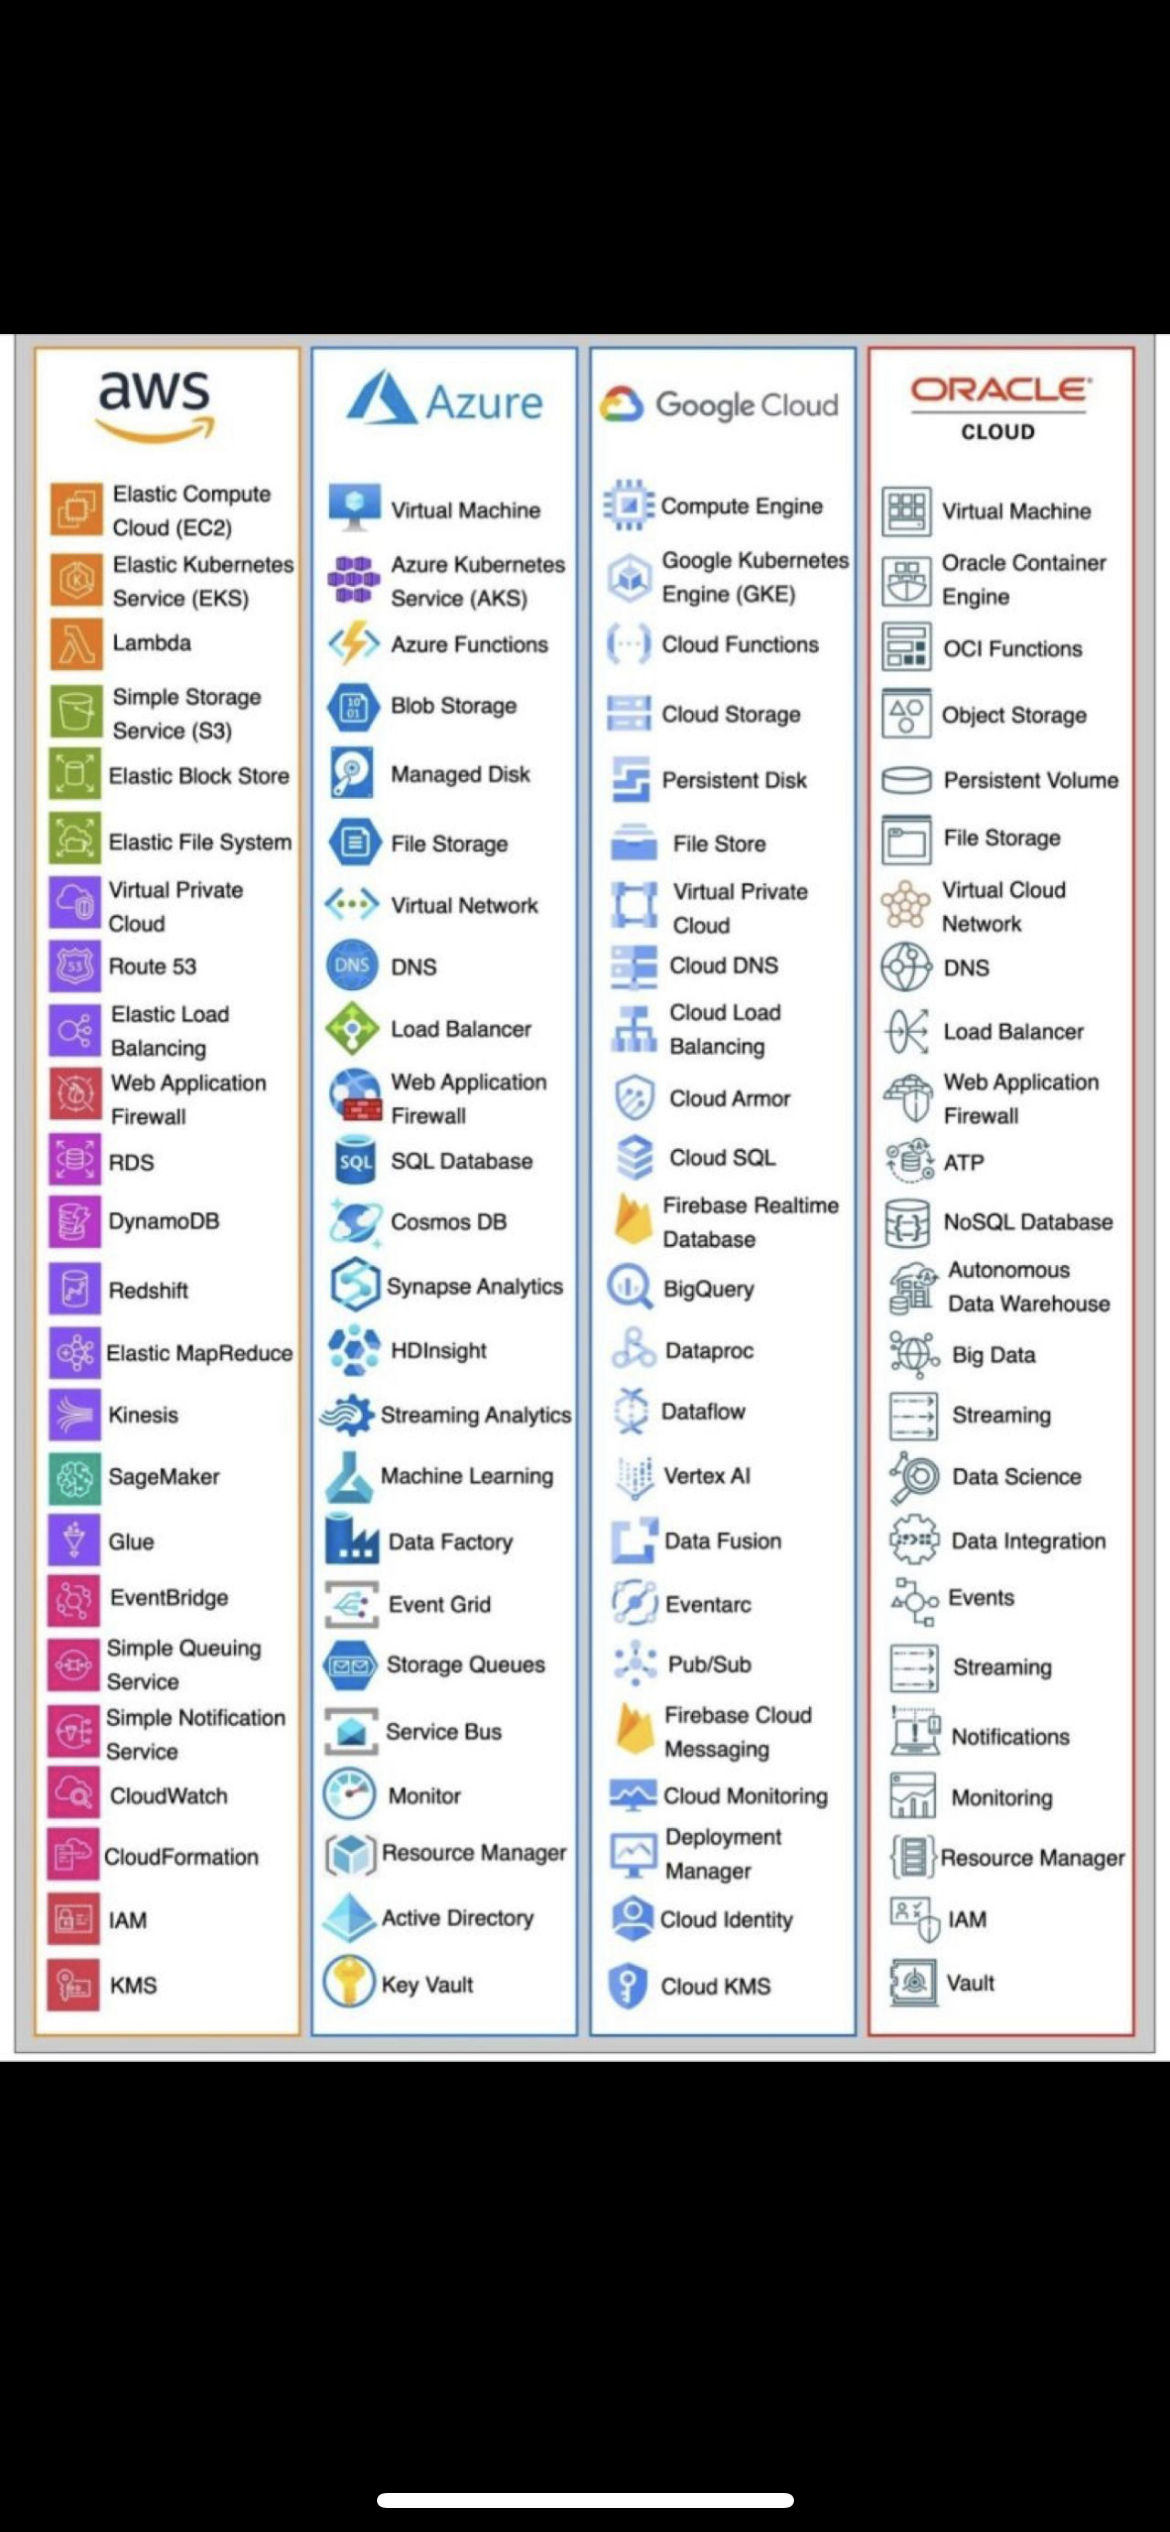 aws
Elastic Compute
Cloud (EC2)
Elastic Kubernetes
Service (EKS)
Lambda
Simple Storage
Service (S3)
Elastic Block Store
Elastic File System
Virtual Private
Cloud
53
Route 53
Elastic Load
Balancing
Web Application
Firewall
RDS
DynamoDB
Redshift
Elastic MapReduce
Kinesis
SageMaker
Glue
EventBridge
Simple Queuing
Service
Simple Notification
Service
CloudWatch
CloudFormation
IAM
KMS
Azure
Virtual Machine
Azure Kubernetes
Service (AKS)
Azure Functions
10
01
Blob Storage
Managed Disk
File Storage
Virtual Network
DNS
DNS
Load Balancer
Web Application
Firewall
SQL
SQL Database
Cosmos DB
Synapse Analytics
HDInsight
Streaming Analytics
Machine Learning
Data Factory
Event Grid
Storage Queues
Service Bus
Monitor
Resource Manager
Active Directory
Key Vault
Google Cloud
Compute Engine
Google Kubernetes
Engine (GKE)
Cloud Functions
Cloud Storage
Persistent Disk
File Store
Virtual Private
Cloud
Cloud DNS
Cloud Load
Balancing
Cloud Armor
Cloud SQL
Firebase Realtime
Database
BigQuery
Dataproc
Dataflow
Vertex AI
Data Fusion
Eventarc
Pub/Sub
Firebase Cloud
Messaging
Cloud Monitoring
Deployment
Manager
Cloud Identity
Cloud KMS
ORACLE
CLOUD
Virtual Machine
Oracle Container
Engine
OCI Functions
Object Storage
Persistent Volume
File Storage
Virtual Cloud
Network
DNS
Load Balancer
Web Application
Firewall
ATP
NoSQL Database
Autonomous
Data Warehouse
Big Data
Streaming
Data Science
Data Integration
Events
Streaming
Notifications
Monitoring
Resource Manager
IAM
Vault